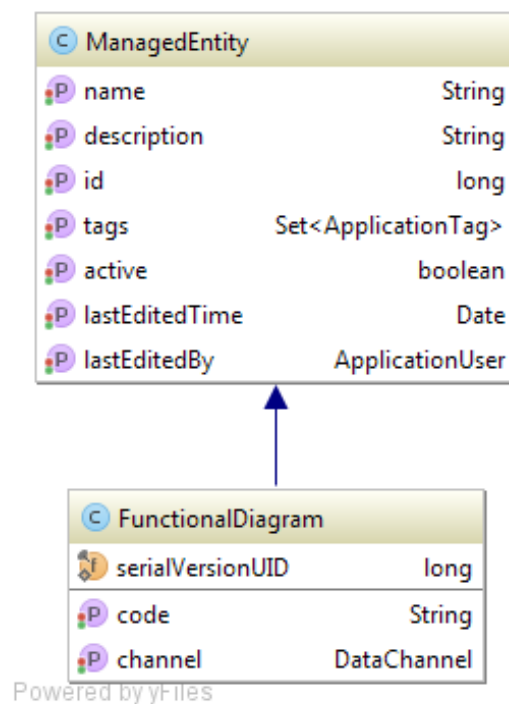 C ManagedEntity
P name String
P description String
P id long
P tags Set<ApplicationTag>
P active boolean
P lastEditedTime Date
P lastEditedBy ApplicationUser
C FunctionalDiagram
f serialVersionUID long
P code String
P channel DataChannel
Powered by yFiles